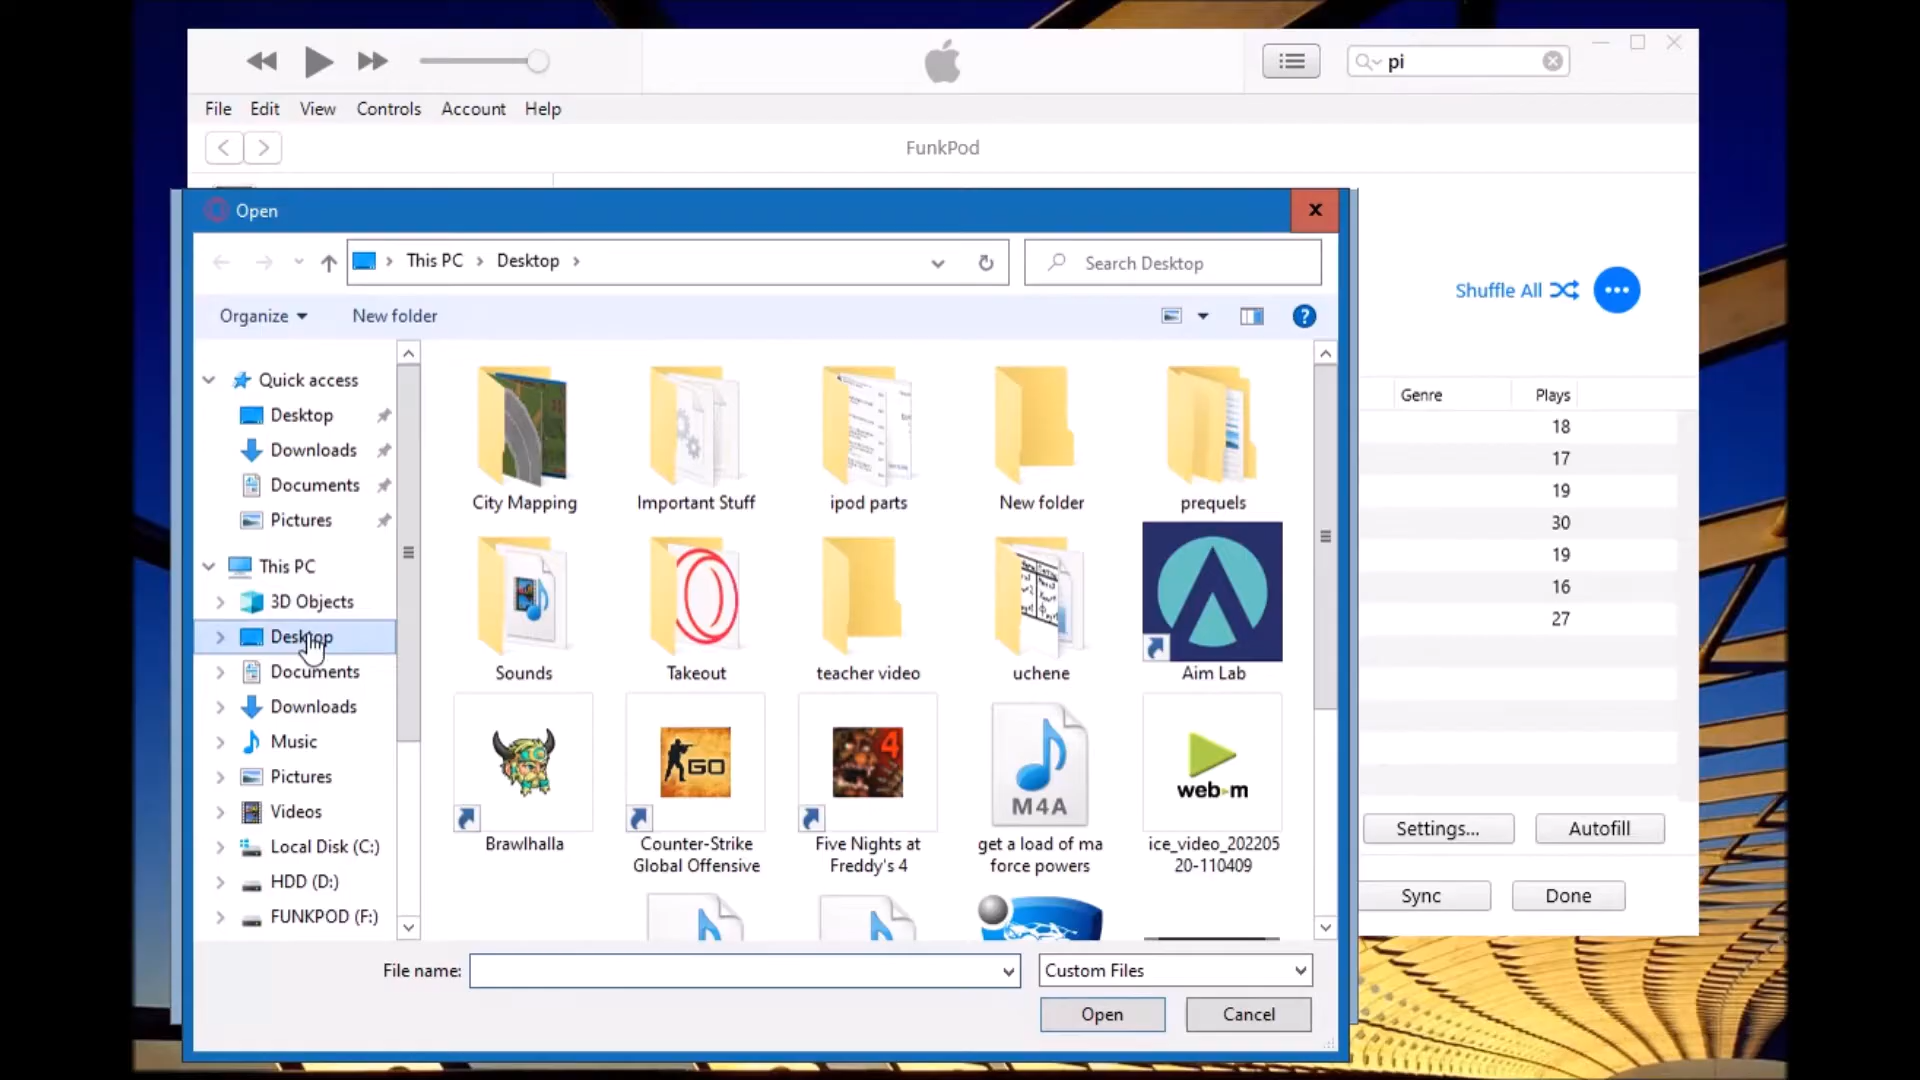 pi
File Edit View Controls Account Help
FunkPod
Open
This PC Desktop
Search Desktop
Organize
New folder
Shuffle All
Quick access
Desktop
Downloads
Documents
Pictures
This PC
3D Objects
Desktop
Documents
Downloads
Music
Pictures
Videos
Local Disk (C:)
HDD (D:)
FUNKPOD (F:)
City Mapping
Important Stuff
ipod parts
New folder
prequels
Sounds
Takeout
teacher video
uchene
Aim Lab
GO
4
M4A
web m
Brawlhalla
Counter-Strike
Global Offensive
Five Nights at
Freddy's 4
get a load of ma
force powers
ice_video_202205
20-110409
Genre
Plays
18
17
19
30
19
16
27
Settings...
Autofill
Sync
Done
File name:
Custom Files
Open
Cancel